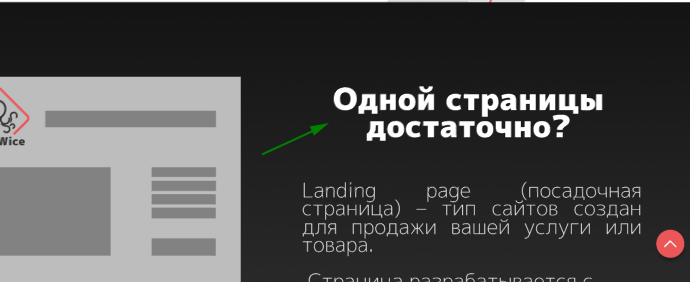 Одной страницы
достаточно?
Wice
Landing page (посадочная
страница) – тип сайтов создан
для продажи вашей услуги или
товара.
Страница разрабатывается с